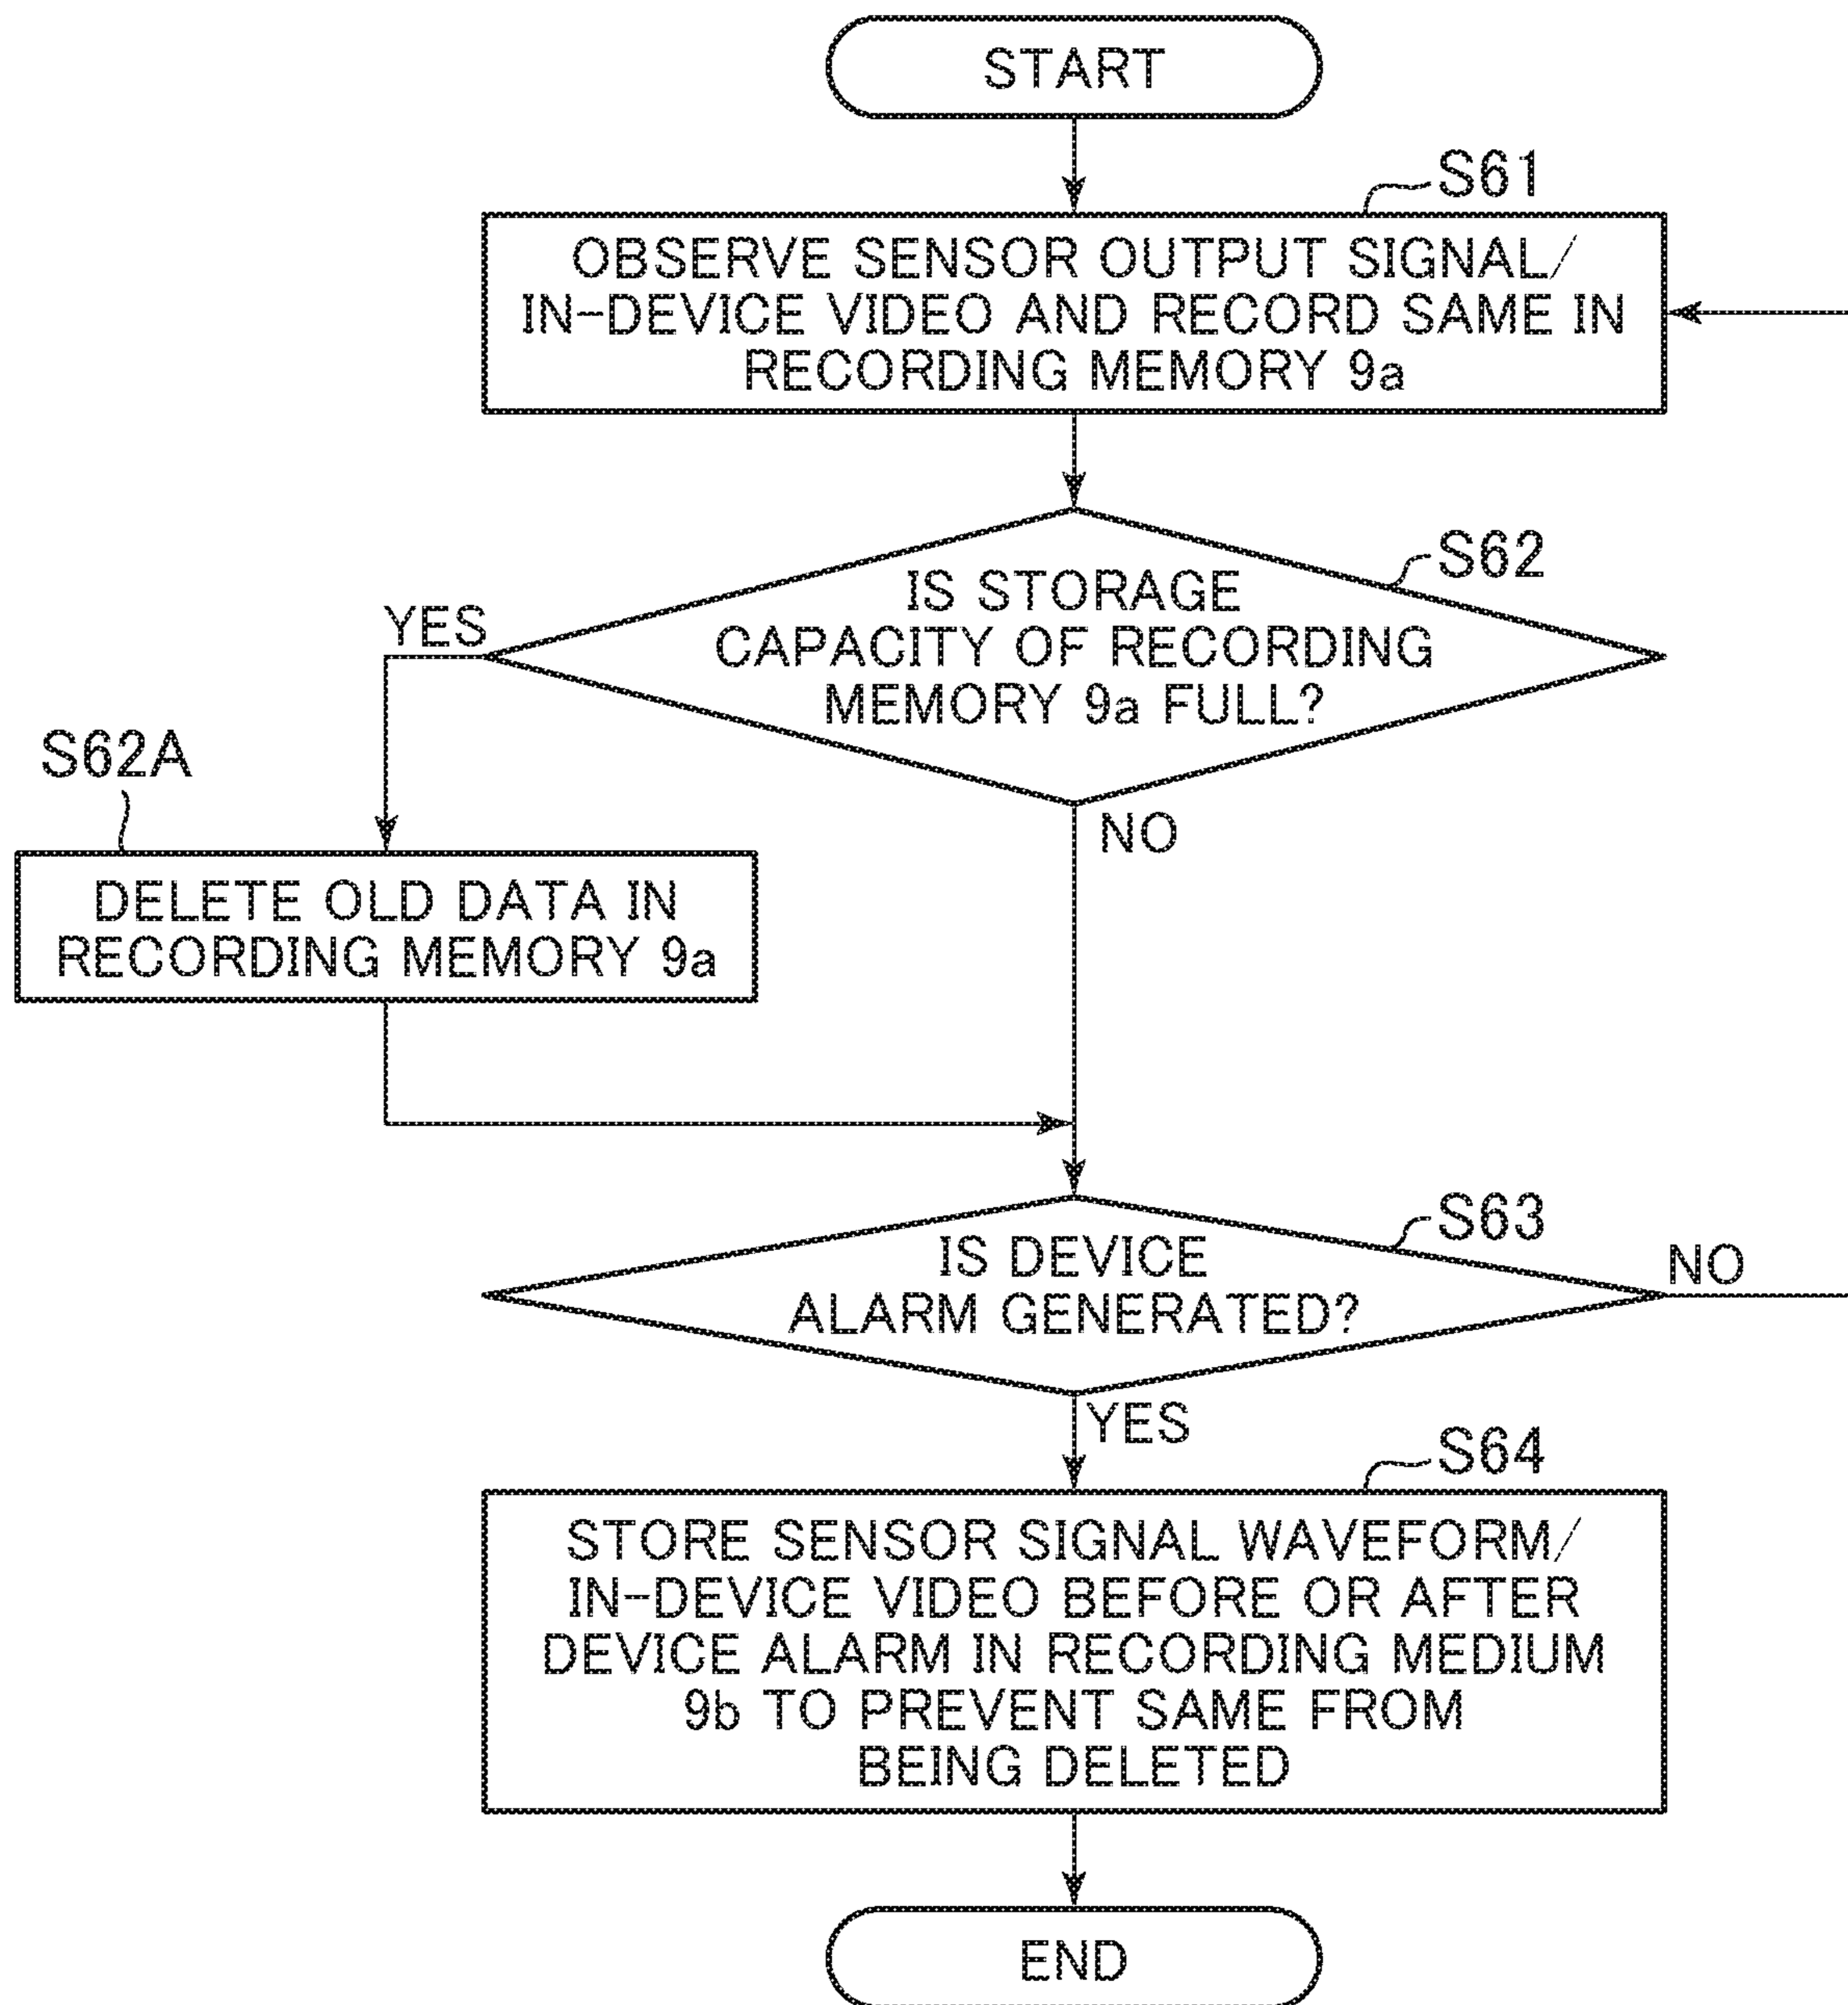 START
S61
OBSERVE SENSOR OUTPUT SIGNAL/
IN-DEVICE VIDEO AND RECORD SAME IN
RECORDING MEMORY 9a
S62
IS STORAGE
CAPACITY OF RECORDING
MEMORY 9a FULL?
YES
NO
S62A
DELETE OLD DATA IN
RECORDING MEMORY 9a
S63
IS DEVICE
ALARM GENERATED?
NO
YES
S64
STORE SENSOR SIGNAL WAVEFORM/
IN-DEVICE VIDEO BEFORE OR AFTER
DEVICE ALARM IN RECORDING MEDIUM
9b TO PREVENT SAME FROM
BEING DELETED
END